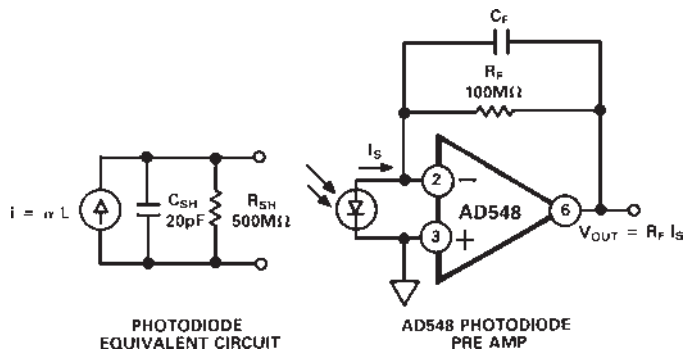 C_F
R_F
100MΩ
I_S
i = α L
C_SH
20pF
R_SH
500MΩ
2
−
AD548
3
+
6
V_OUT = R_F I_S
PHOTODIODE
EQUIVALENT CIRCUIT
AD548 PHOTODIODE
PRE AMP